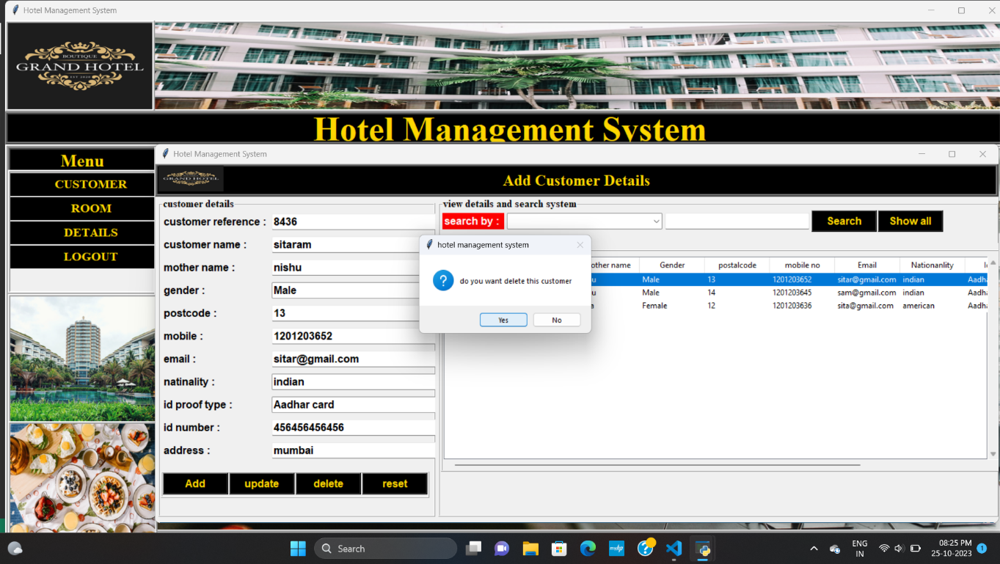 Hotel Management System
BOUTIQUE
GRAND HOTEL
EST 2020
Hotel Management System
Menu
CUSTOMER
ROOM
DETAILS
LOGOUT
Hotel Management System
GRAND HOTEL
Add Customer Details
customer details
customer reference : 8436
customer name : sitaram
mother name : nishu
gender : Male
postcode : 13
mobile : 1201203652
email : sitar@gmail.com
natinality : indian
id proof type : Aadhar card
id number : 456456456456
address : mumbai
Add update delete reset
view details and search system
search by : Search Show all
other name Gender postalcode mobile no Email Nationanlity
u Male 13 1201203652 sitar@gmail.com indian Aadha
u Male 14 1201203645 sam@gmail.com indian Aadha
a Female 12 1201203636 sita@gmail.com american Aadha
hotel management system
? do you want delete this customer
Yes No
Search
myhp
?
ENG
IN
08:25 PM
25-10-2023
1